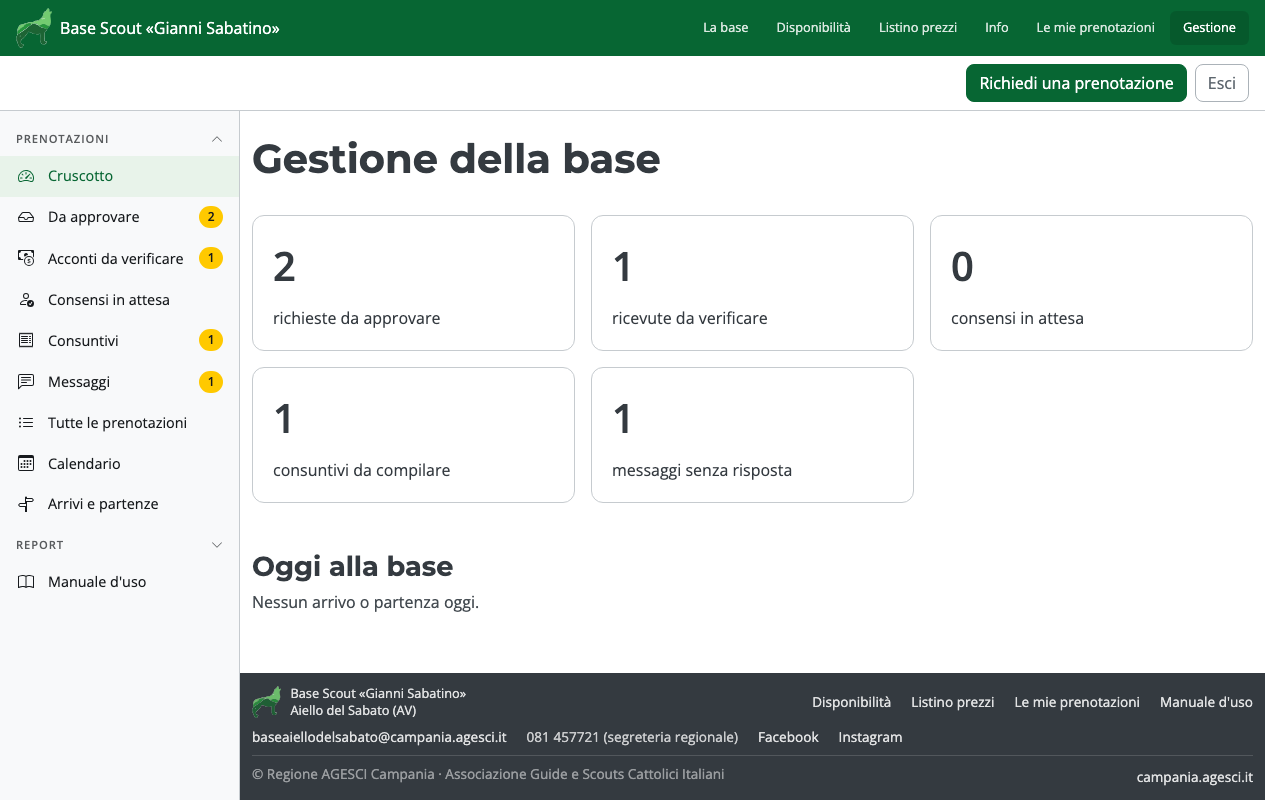 Base Scout «Gianni Sabatino»
La base
Disponibilità
Listino prezzi
Info
Le mie prenotazioni
Gestione
Richiedi una prenotazione
Esci
PRENOTAZIONI
Cruscotto
Da approvare 2
Acconti da verificare 1
Consensi in attesa
Consuntivi 1
Messaggi 1
Tutte le prenotazioni
Calendario
Arrivi e partenze
REPORT
Manuale d'uso
Gestione della base
2
richieste da approvare
1
ricevute da verificare
0
consensi in attesa
1
consuntivi da compilare
1
messaggi senza risposta
Oggi alla base
Nessun arrivo o partenza oggi.
Base Scout «Gianni Sabatino»
Aiello del Sabato (AV)
Disponibilità
Listino prezzi
Le mie prenotazioni
Manuale d'uso
baseaiellodelsabato@campania.agesci.it
081 457721 (segreteria regionale)
Facebook
Instagram
© Regione AGESCI Campania · Associazione Guide e Scouts Cattolici Italiani
campania.agesci.it